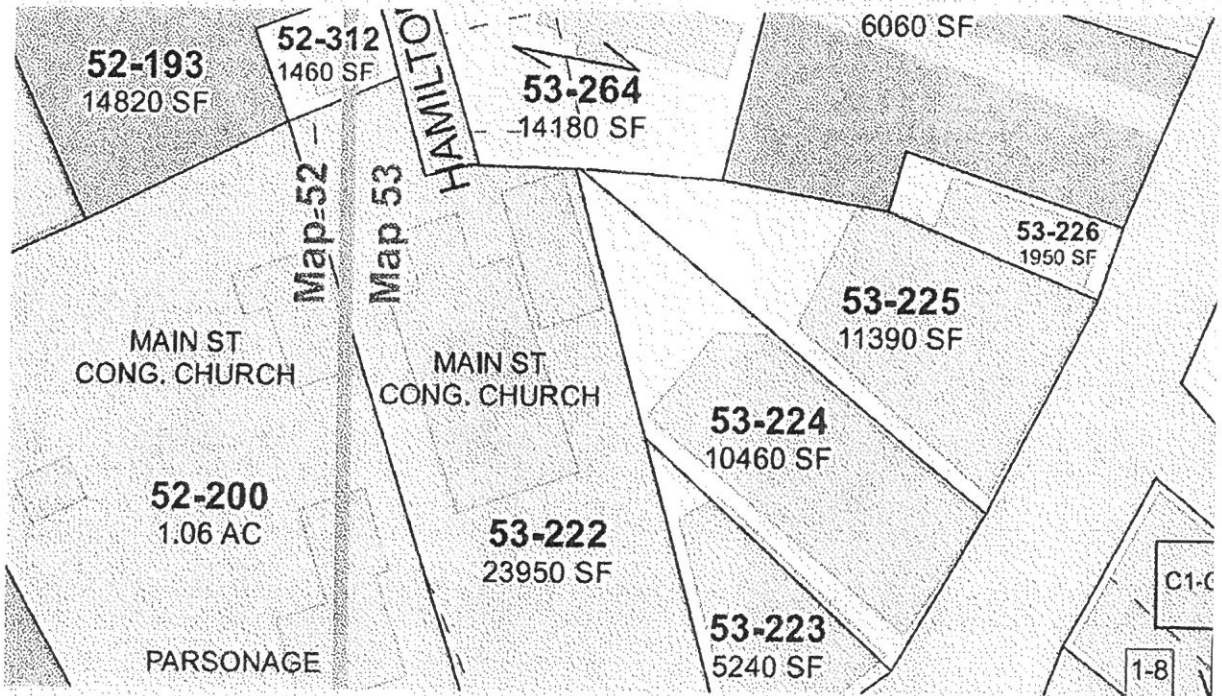 52-193
14820 SF
52-312
1460 SF
53-264
14180 SF
6060 SF
Map 52
Map 53
53-226
1950 SF
53-225
11390 SF
MAIN ST
CONG. CHURCH
MAIN ST
CONG. CHURCH
53-224
10460 SF
52-200
1.06 AC
53-222
23950 SF
53-223
5240 SF
PARSONAGE
1-8